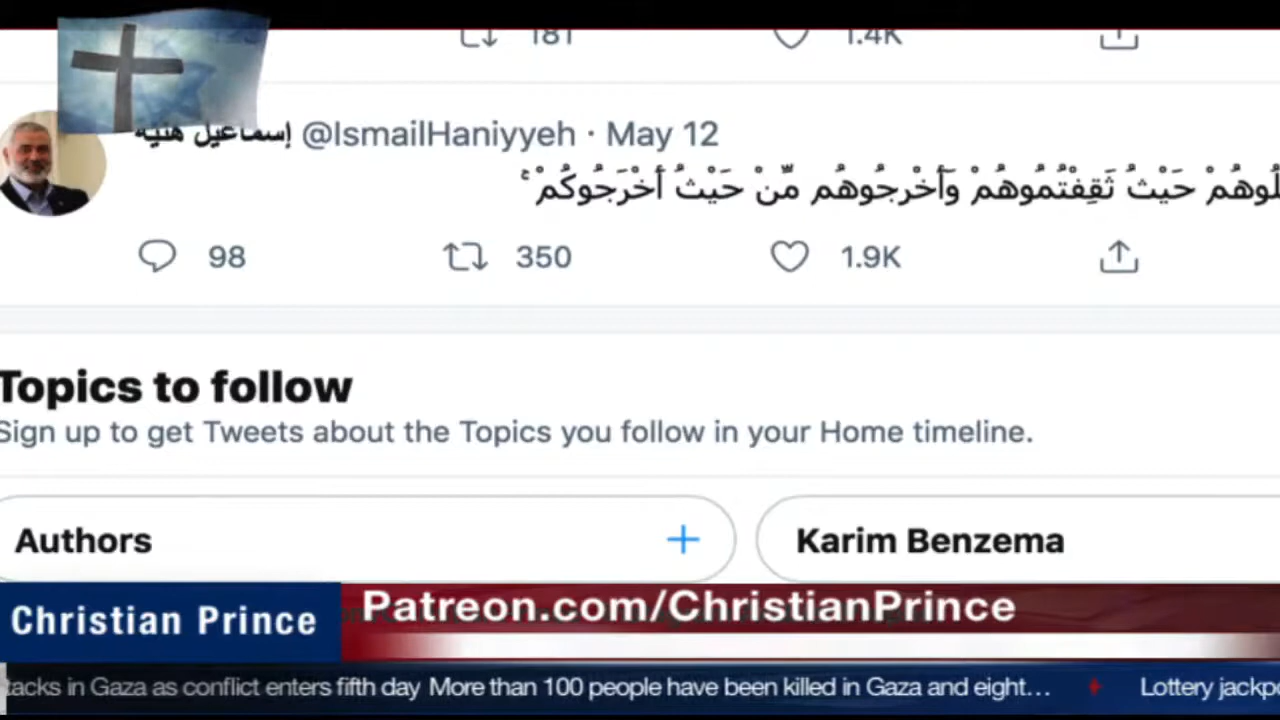 181 1.4K
إسماعيل هنية @IsmailHaniyyeh · May 12
حَيْثُ ثَقِفْتُمُوهُمْ وَأَخْرِجُوهُم مِّنْ حَيْثُ أَخْرَجُوكُمْ ۚ
98 350 1.9K
Topics to follow
Sign up to get Tweets about the Topics you follow in your Home timeline.
Authors + Karim Benzema
Christian Prince Patreon.com/ChristianPrince
tacks in Gaza as conflict enters fifth day More than 100 people have been killed in Gaza and eight... Lottery jackpo